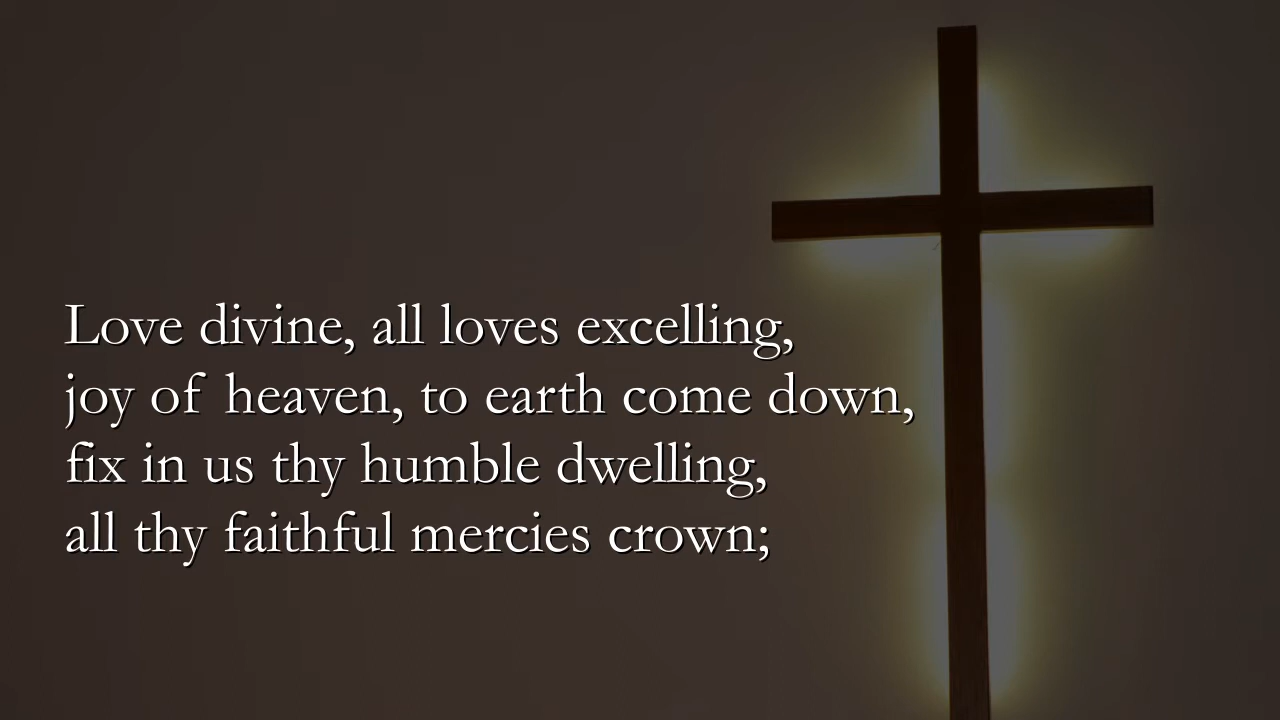 Love divine, all loves excelling,
joy of heaven, to earth come down,
fix in us thy humble dwelling,
all thy faithful mercies crown;